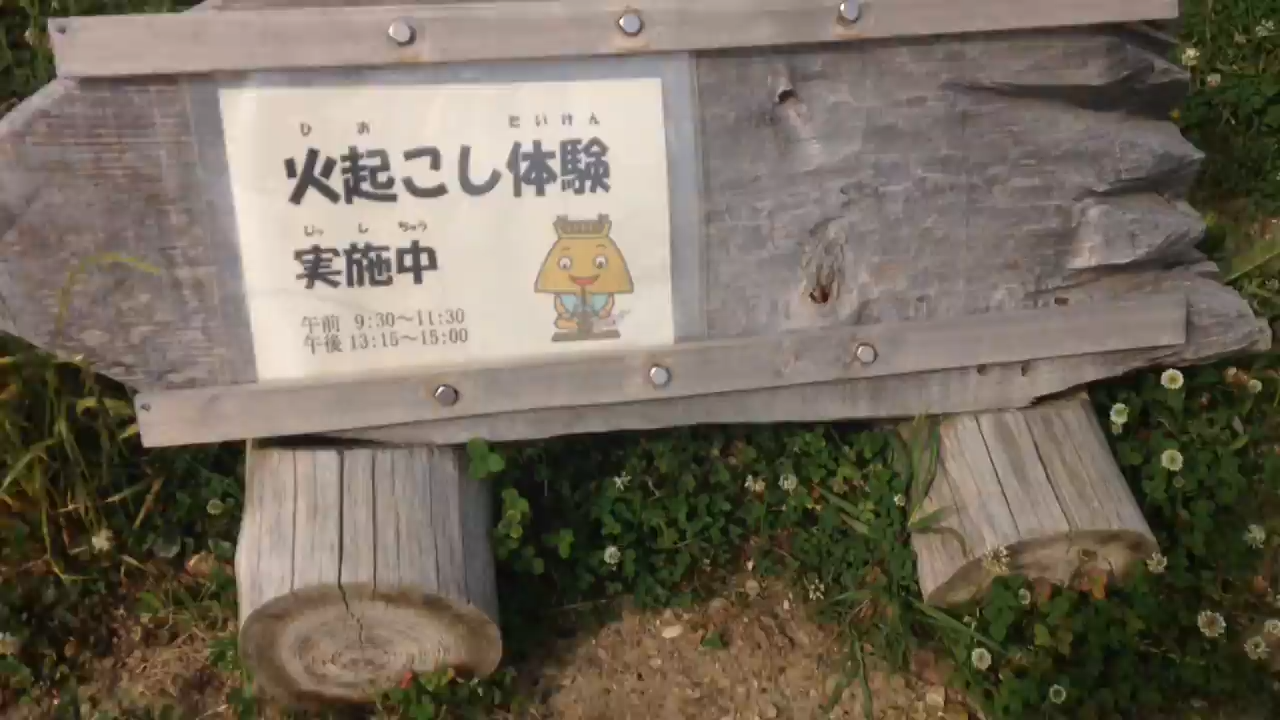 ひ お たいけん
火起こし体験
じっ し ちゅう
実施中
午前 9:30～11:30
午後 13:15～15:00